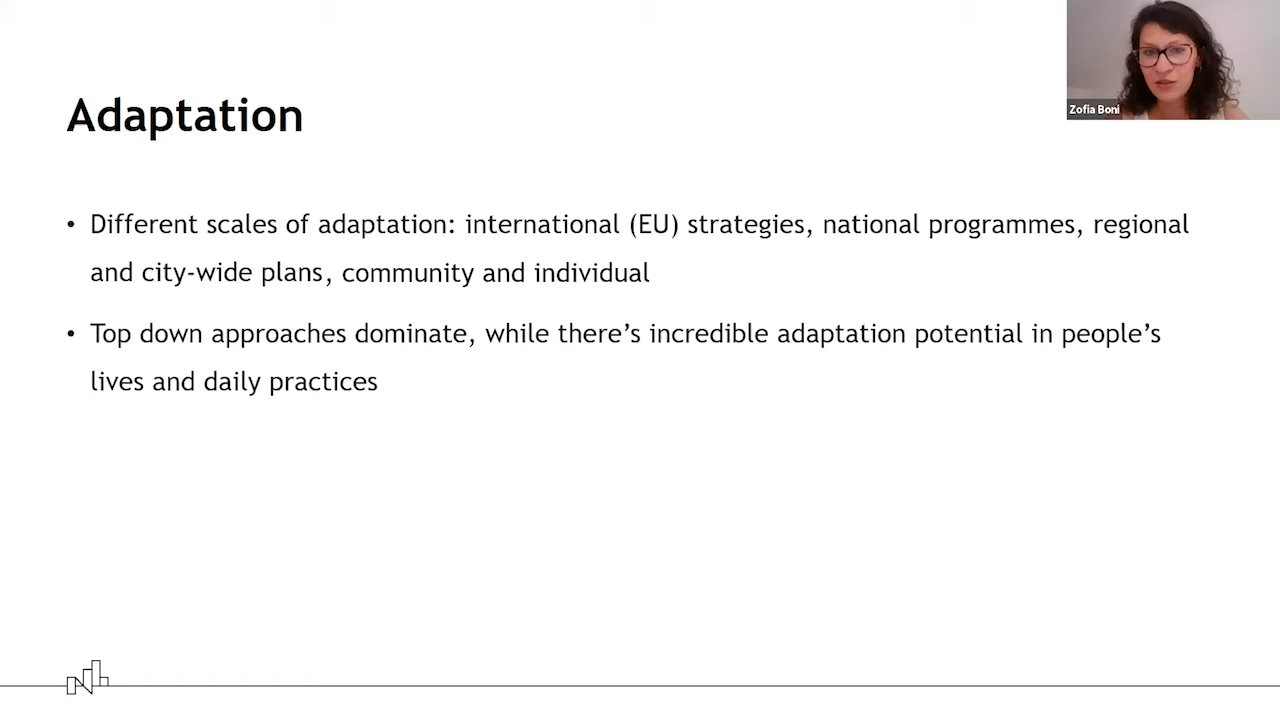 Adaptation
Zofia Boni
• Different scales of adaptation: international (EU) strategies, national programmes, regional
and city-wide plans, community and individual
• Top down approaches dominate, while there’s incredible adaptation potential in people’s
lives and daily practices